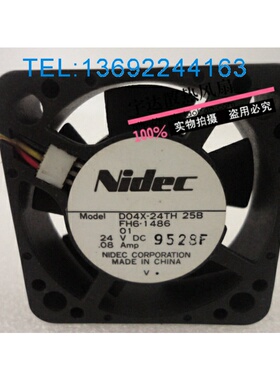 TEL:13692244163
100%
实物拍摄 盗用必究
Nidec
Model D04X-24TH 25B
FH6-1486
01
24 V DC 9528F
.08 Amp
NIDEC CORPORATION
MADE IN CHINA
V